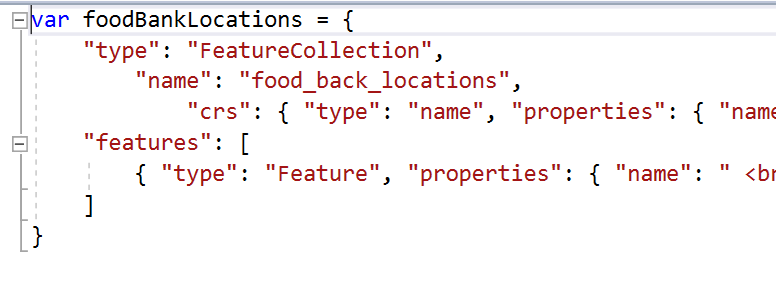 var foodBankLocations = {
"type": "FeatureCollection",
"name": "food_back_locations",
"crs": { "type": "name", "properties": { "name
"features": [
{ "type": "Feature", "properties": { "name": " <br
]
}